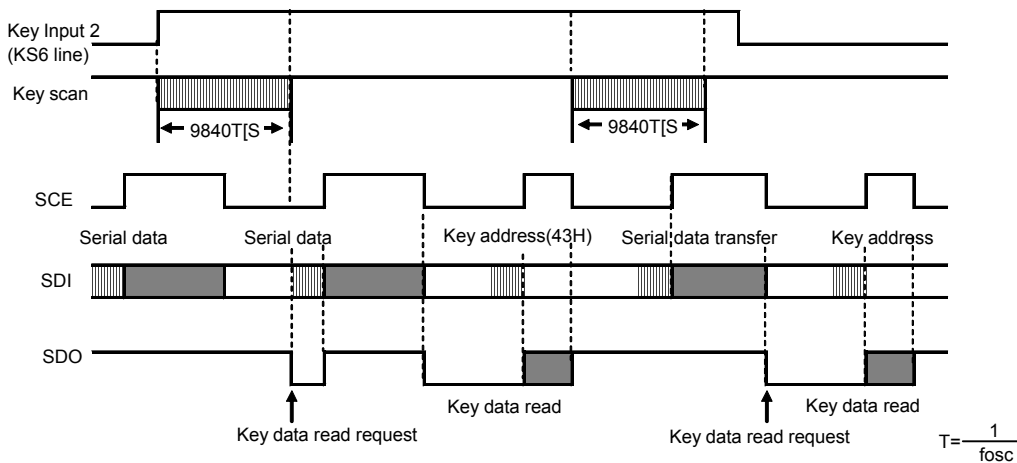 Key Input 2
(KS6 line)
Key scan
9840T[S
9840T[S
SCE
Serial data
Serial data
Key address(43H)
Serial data transfer
Key address
SDI
SDO
Key data read
Key data read
Key data read request
Key data read request
T= 1
fosc